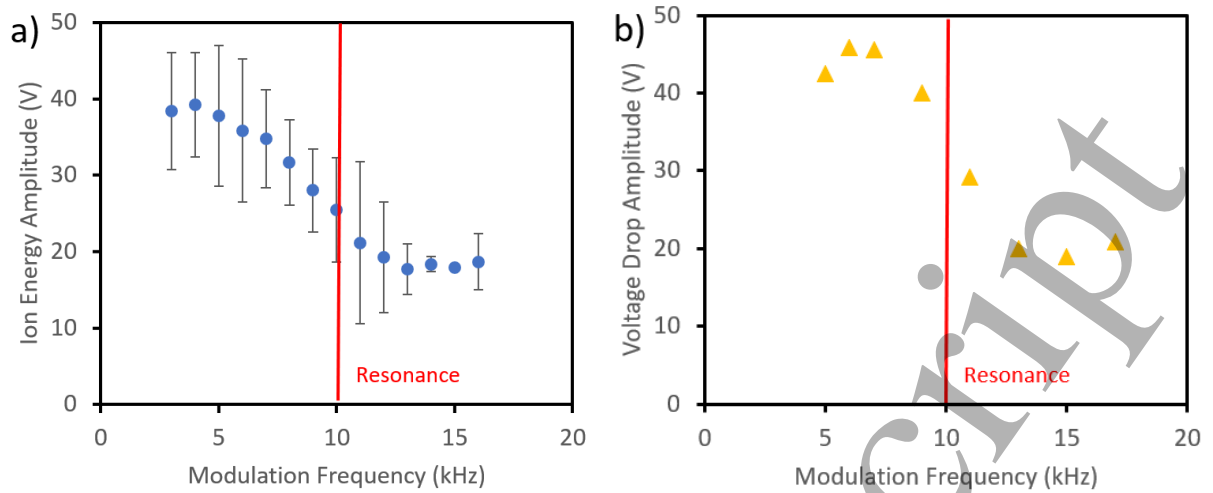 a)
50
40
30
20
10
0
Ion Energy Amplitude (V)
Resonance
0 5 10 15 20
Modulation Frequency (kHz)
b)
50
40
30
20
10
0
Voltage Drop Amplitude (V)
Resonance
0 5 10 15 20
Modulation Frequency (kHz)
cript